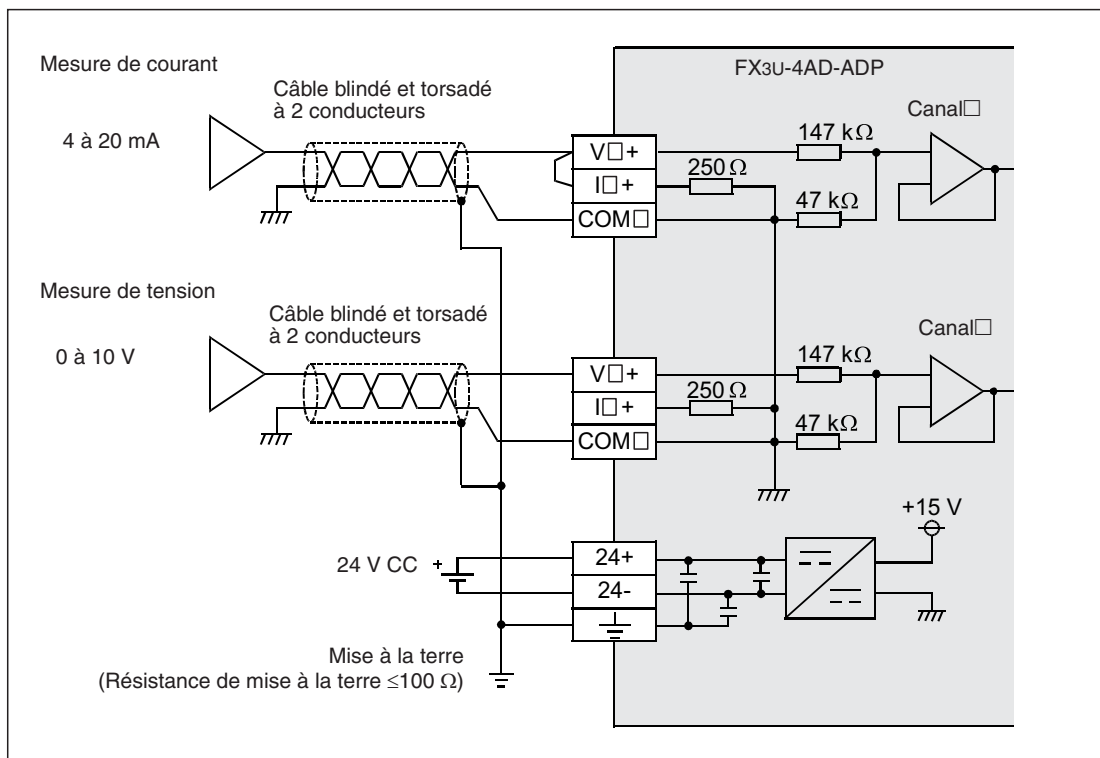 Mesure de courant
FX3U-4AD-ADP
Câble blindé et torsadé
à 2 conducteurs
Canal□
4 à 20 mA
147 kΩ
V□+
250 Ω
I□+
47 kΩ
COM□
Mesure de tension
Câble blindé et torsadé
à 2 conducteurs
Canal□
0 à 10 V
147 kΩ
V□+
250 Ω
I□+
47 kΩ
COM□
+15 V
24 V CC
+
24+
24-
Mise à la terre
(Résistance de mise à la terre ≤100 Ω)